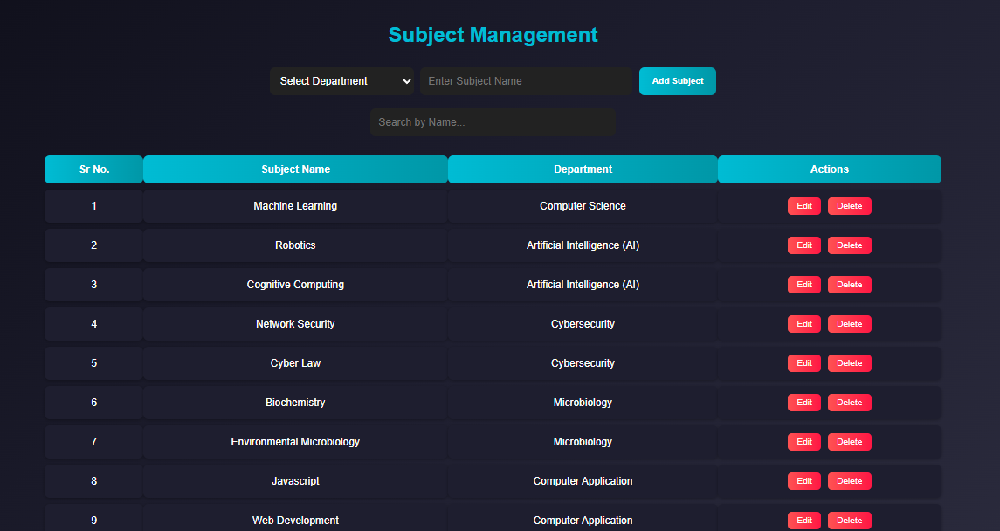 Subject Management
Select Department Enter Subject Name Add Subject
Search by Name...
Sr No. Subject Name Department Actions
1 Machine Learning Computer Science Edit Delete
2 Robotics Artificial Intelligence (AI) Edit Delete
3 Cognitive Computing Artificial Intelligence (AI) Edit Delete
4 Network Security Cybersecurity Edit Delete
5 Cyber Law Cybersecurity Edit Delete
6 Biochemistry Microbiology Edit Delete
7 Environmental Microbiology Microbiology Edit Delete
8 Javascript Computer Application Edit Delete
9 Web Development Computer Application Edit Delete